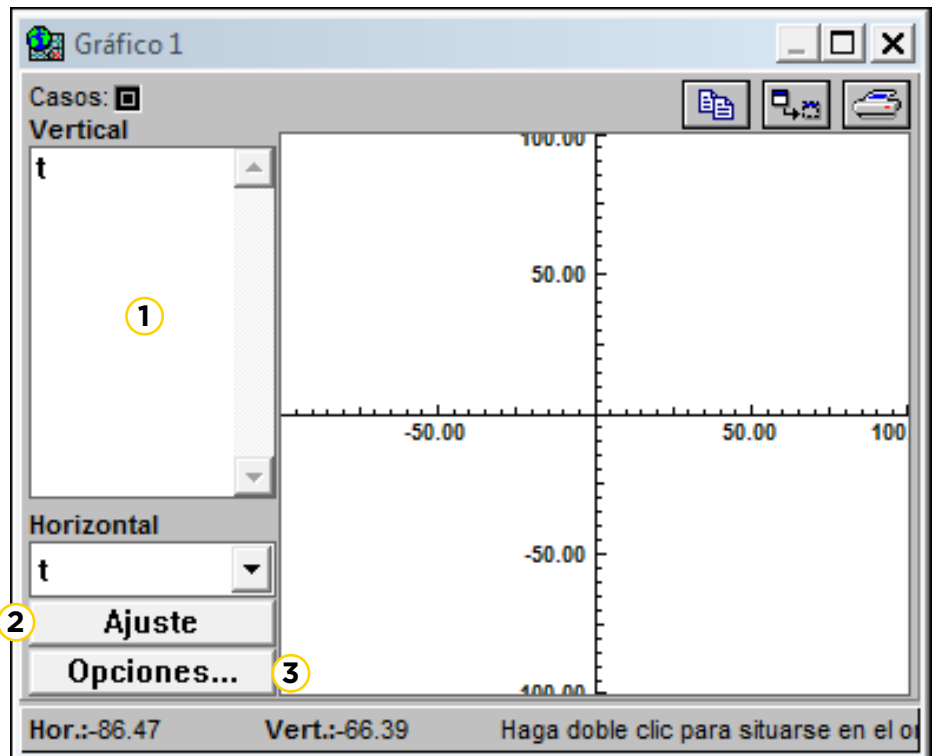 Gráfico 1
Casos:
Vertical
t
1
100.00
50.00
-50.00
50.00
100
-50.00
100.00
Horizontal
t
2
Ajuste
Opciones...
3
Hor.:-86.47 Vert.:-66.39 Haga doble clic para situarse en el